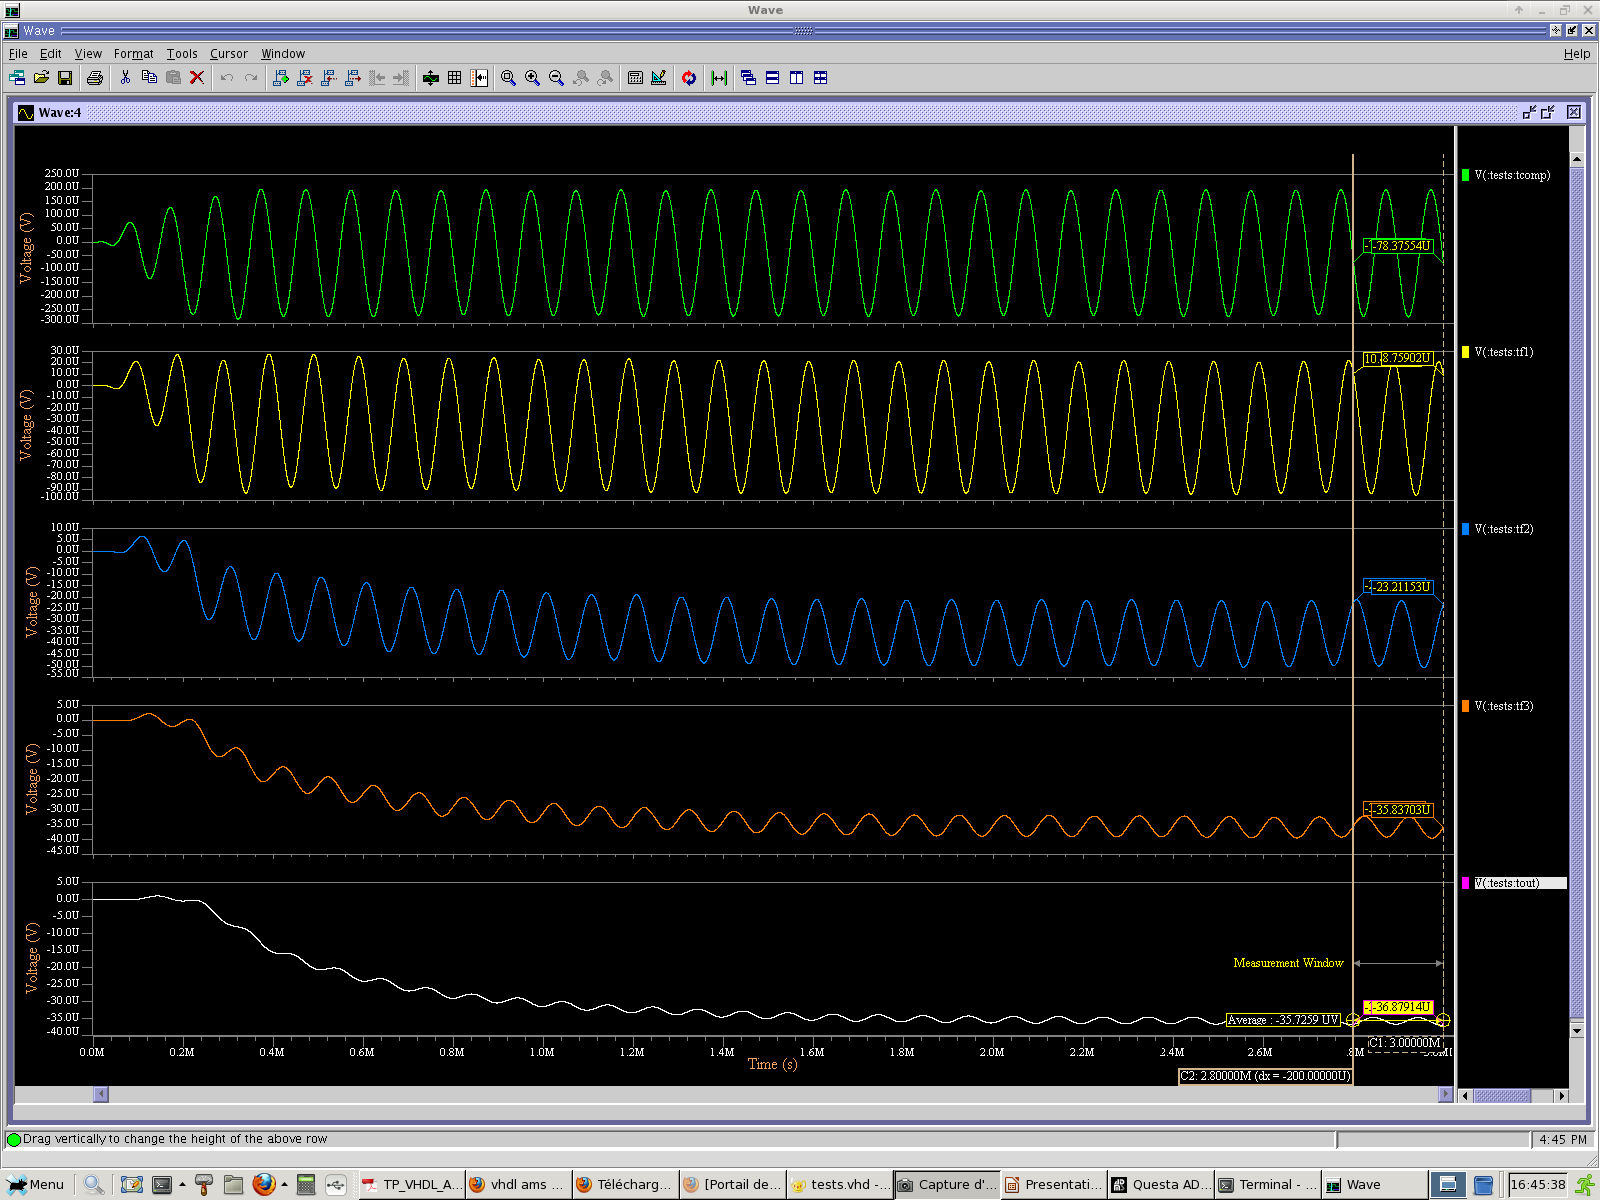 Wave
Wave
File Edit View Format Tools Cursor Window Help
Wave:4
250.0U
200.0U
150.0U
100.0U
50.0U
0.0U
-50.0U
-100.0U
-150.0U
-200.0U
-250.0U
-300.0U
Voltage (V)
-78.37554U
V(:tests:tcomp)
30.0U
20.0U
10.0U
0.0U
-10.0U
-20.0U
-30.0U
-40.0U
-50.0U
-60.0U
-70.0U
-80.0U
-90.0U
-100.0U
Voltage (V)
10.
8.75902U
V(:tests:tf1)
10.0U
5.0U
0.0U
-5.0U
-10.0U
-15.0U
-20.0U
-25.0U
-30.0U
-35.0U
-40.0U
-45.0U
-50.0U
-55.0U
Voltage (V)
-23.21153U
V(:tests:tf2)
5.0U
0.0U
-5.0U
-10.0U
-15.0U
-20.0U
-25.0U
-30.0U
-35.0U
-40.0U
-45.0U
Voltage (V)
-35.83703U
V(:tests:tf3)
5.0U
0.0U
-5.0U
-10.0U
-15.0U
-20.0U
-25.0U
-30.0U
-35.0U
-40.0U
Voltage (V)
Measurement Window
-36.87914U
Average : -35.7259 UV
V(:tests:tout)
C1: 3.00000M
0.0M 0.2M 0.4M 0.6M 0.8M 1.0M 1.2M 1.4M 1.6M 1.8M 2.0M 2.2M 2.4M 2.6M .8M
Time (s)
C2: 2.80000M (dx = -200.00000U)
Drag vertically to change the height of the above row
4:45 PM
Menu TP_VHDL_A... vhdl ams ... Télécharg... [Portail de... tests.vhd -... Capture d'... Presentati... Questa AD... Terminal - ... Wave 16:45:38